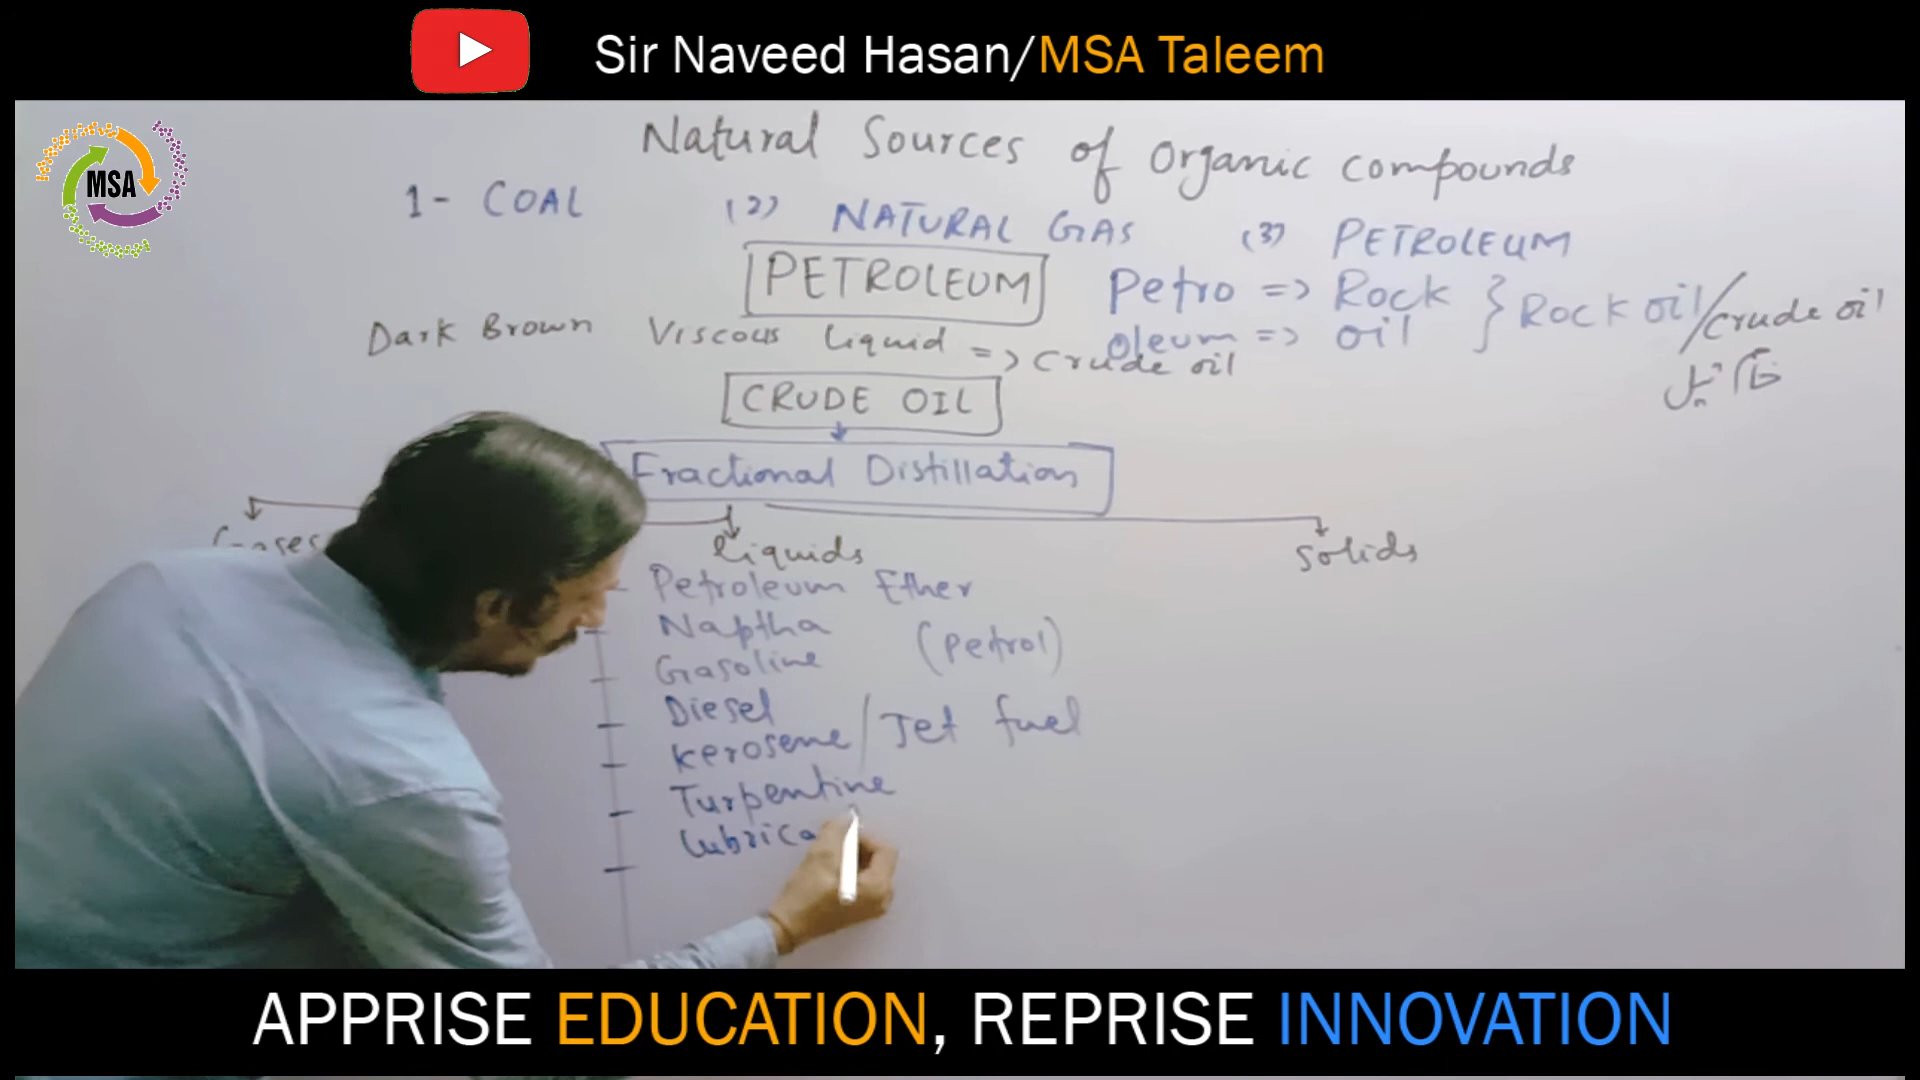 Sir Naveed Hasan/MSA Taleem
MSA
Natural Sources of Organic compounds
1- COAL (2) NATURAL GAS (3) PETROLEUM
PETROLEUM
Petro => Rock } Rock oil/crude oil
oleum => oil
Dark Brown Viscous liquid => Crude oil
CRUDE OIL
Fractional Distillation
Gases liquids Solids
Petroleum Ether
Naptha
Gasoline (Petrol)
Diesel
Kerosene/Jet fuel
Turpentine
Lubrica
APPRISE EDUCATION, REPRISE INNOVATION